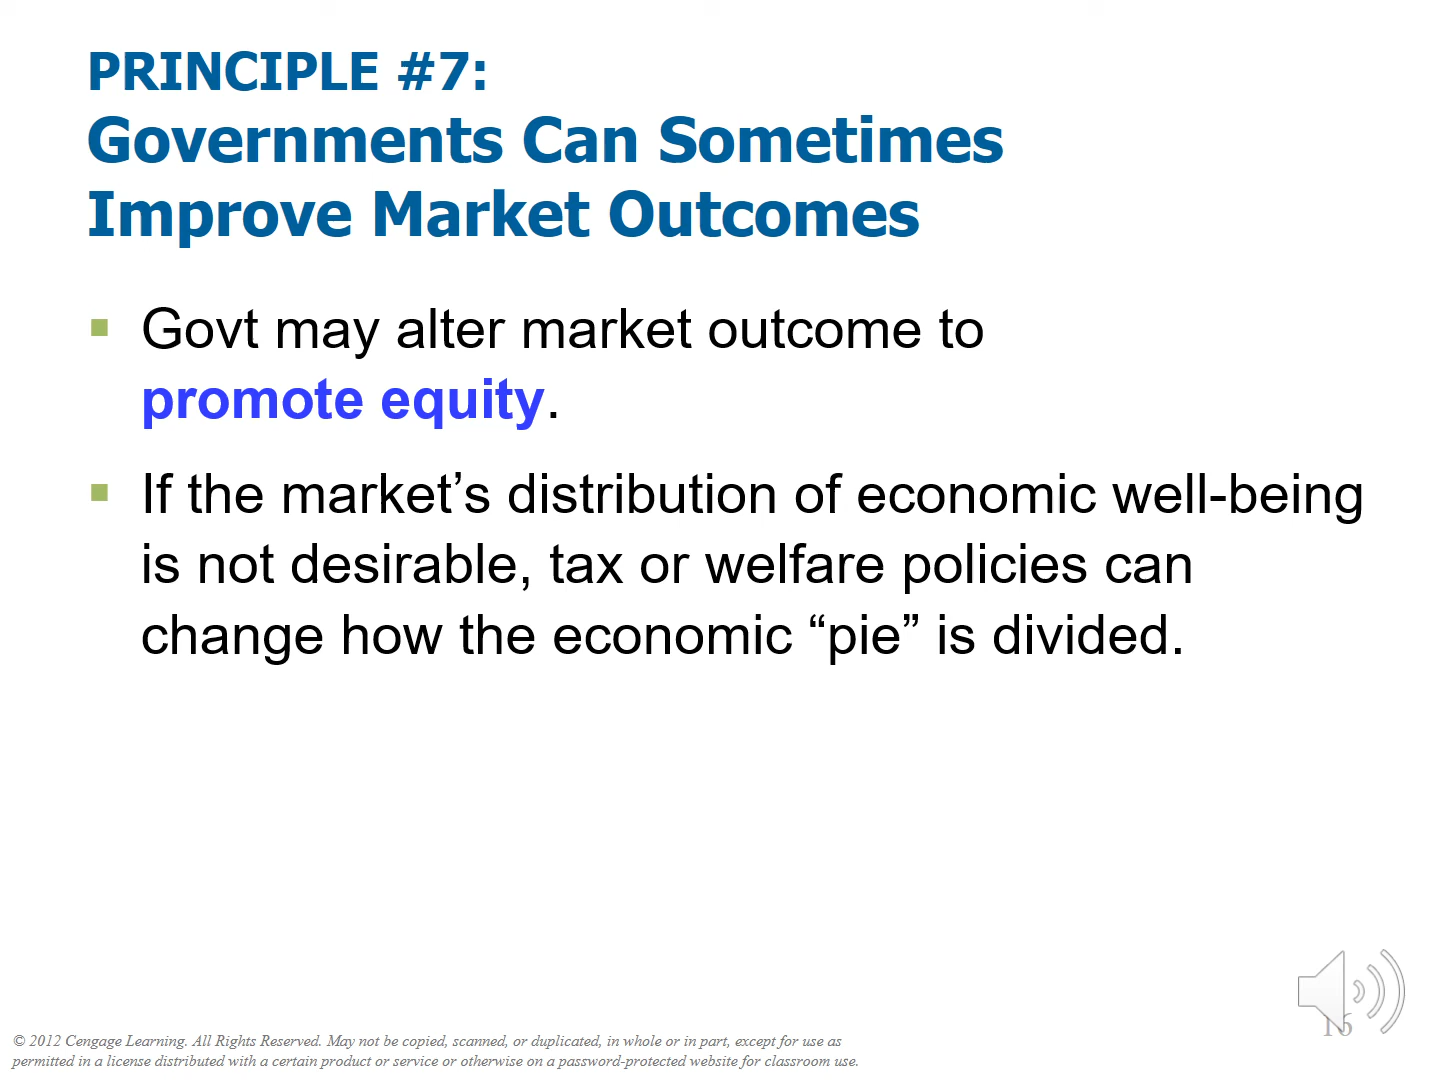 PRINCIPLE #7:
Governments Can Sometimes
Improve Market Outcomes
Govt may alter market outcome to
promote equity.
If the market’s distribution of economic well-being
is not desirable, tax or welfare policies can
change how the economic “pie” is divided.
16
© 2012 Cengage Learning. All Rights Reserved. May not be copied, scanned, or duplicated, in whole or in part, except for use as
permitted in a license distributed with a certain product or service or otherwise on a password-protected website for classroom use.